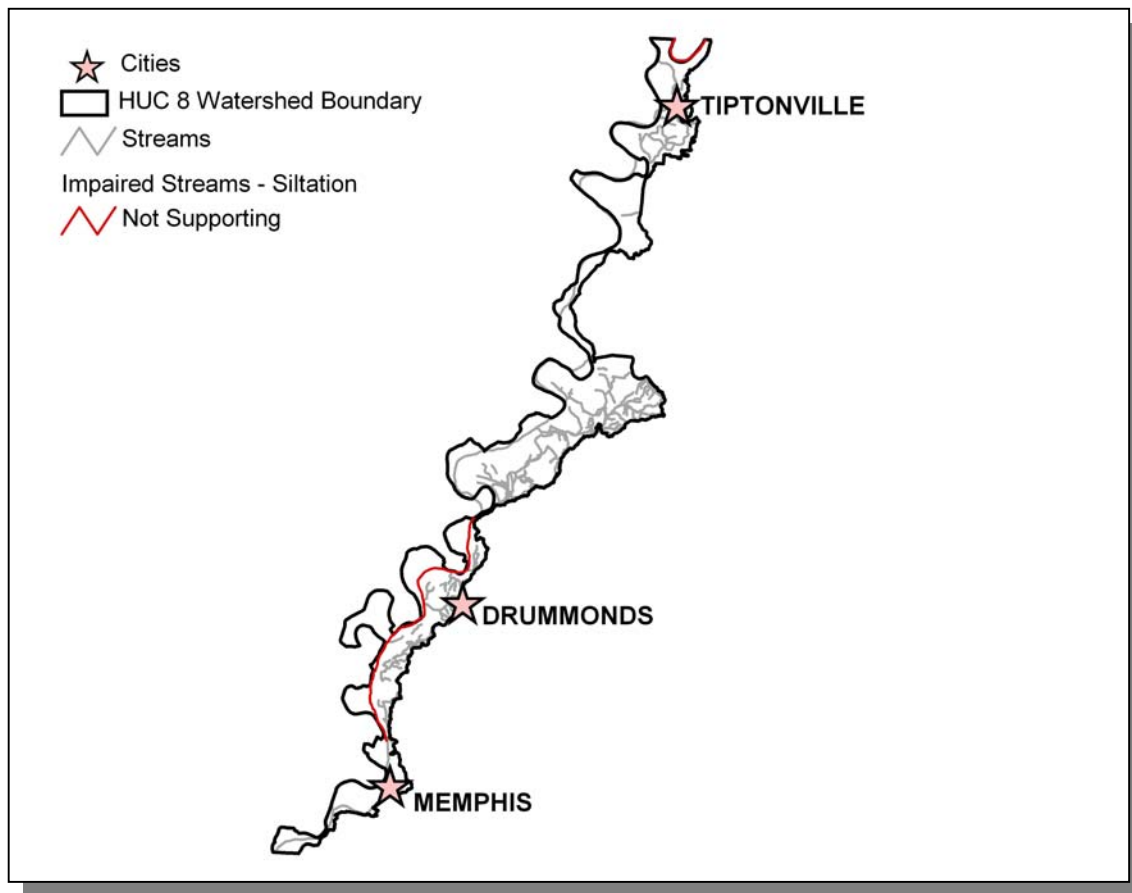 Cities
HUC 8 Watershed Boundary
Streams
Impaired Streams - Siltation
Not Supporting
TIPTONVILLE
DRUMMONDS
MEMPHIS